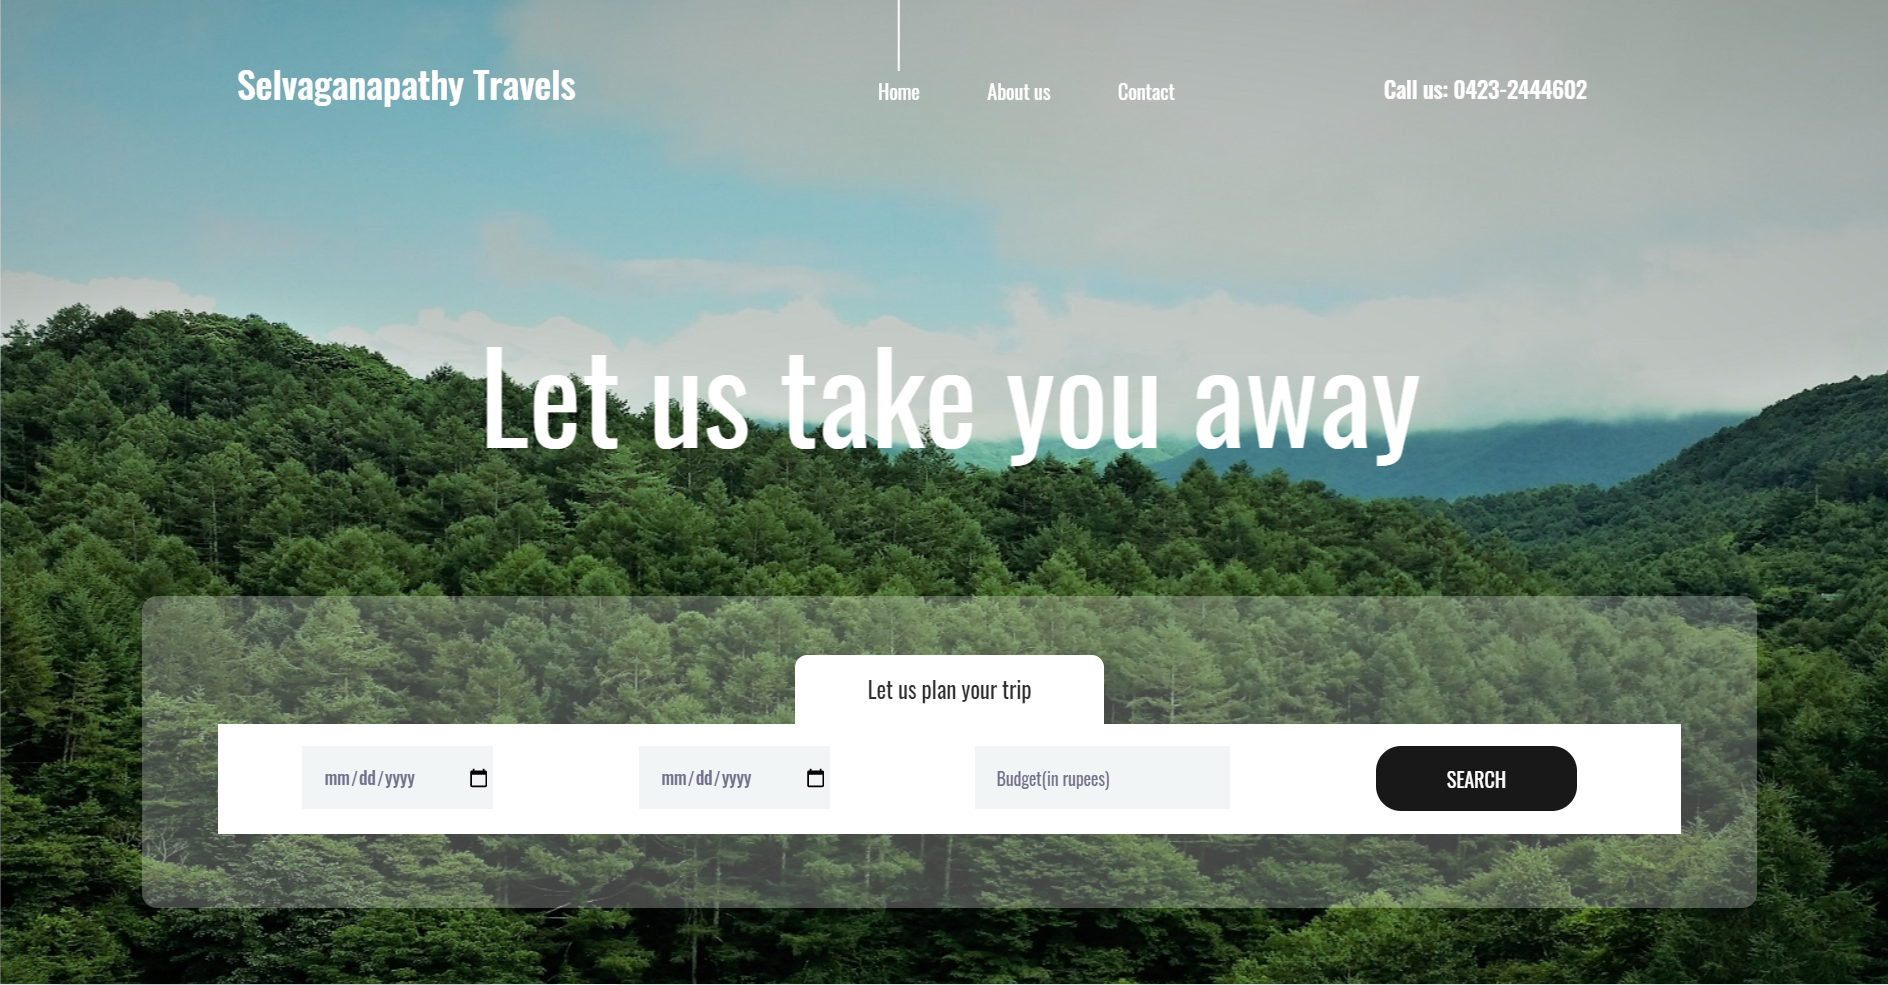 Selvaganapathy Travels
Home
About us
Contact
Call us: 0423-2444602
Let us take you away
Let us plan your trip
mm/dd/yyyy
mm/dd/yyyy
Budget(in rupees)
SEARCH